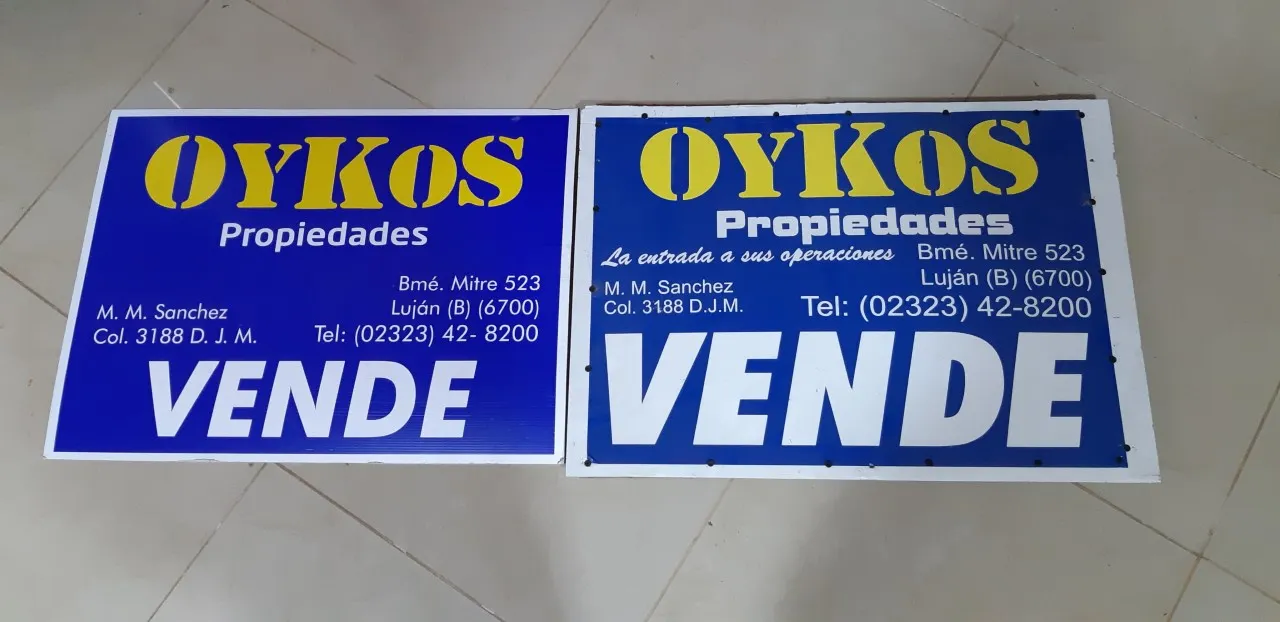 OYKOS
Propiedades
Bmé. Mitre 523
Luján (B) (6700)
M. M. Sanchez
Col. 3188 D. J. M.
Tel: (02323) 42- 8200
VENDE
OYKOS
Propiedades
La entrada a sus operaciones
Bmé. Mitre 523
Luján (B) (6700)
M. M. Sanchez
Col. 3188 D.J.M.
Tel: (02323) 42-8200
VENDE